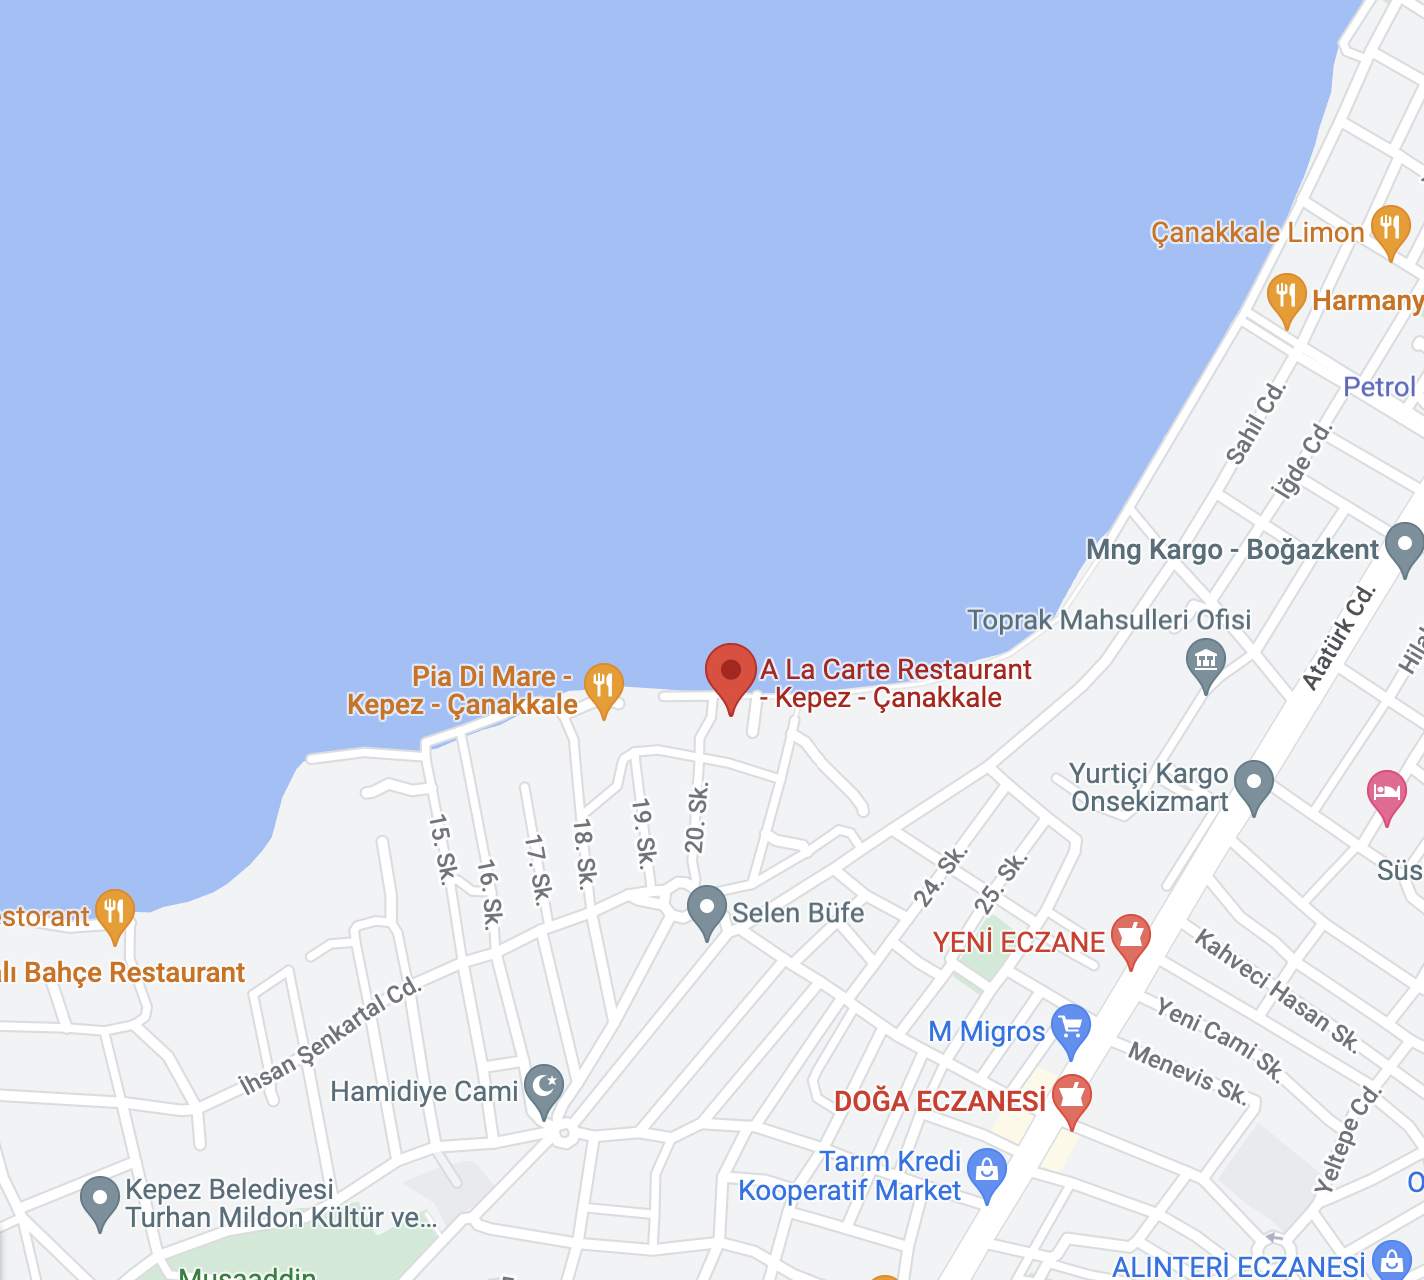 Çanakkale Limon
Harmany
Petrol
Sahil Cd.
İğde Cd.
Mng Kargo - Boğazkent
Atatürk Cd.
Toprak Mahsulleri Ofisi
Pia Di Mare -
Kepez - Çanakkale
A La Carte Restaurant
- Kepez - Çanakkale
Yurtiçi Kargo
Onsekizmart
15. Sk.
16. Sk.
17. Sk.
18. Sk.
19. Sk.
20. Sk.
24. Sk.
25. Sk.
Süs
Selen Büfe
YENİ ECZANE
estorant
lı Bahçe Restaurant
İhsan Şenkartal Cd.
Kahveci Hasan Sk.
Yeni Cami Sk.
Menevis Sk.
M Migros
Hamidiye Cami
DOĞA ECZANESİ
Yeltepe Cd.
Tarım Kredi
Kooperatif Market
Kepez Belediyesi
Turhan Mildon Kültür ve...
ALINTERİ ECZANESİ
Musaaddin